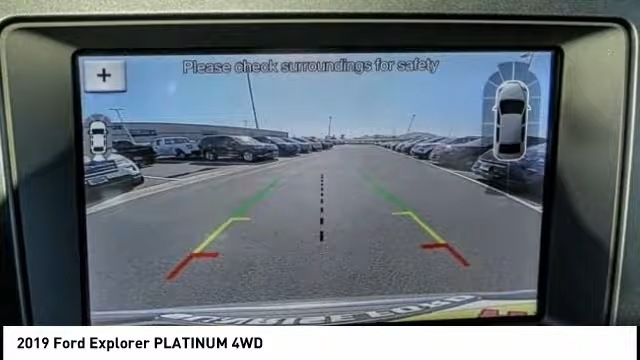 +
Please check surroundings for safety
2019 Ford Explorer PLATINUM 4WD